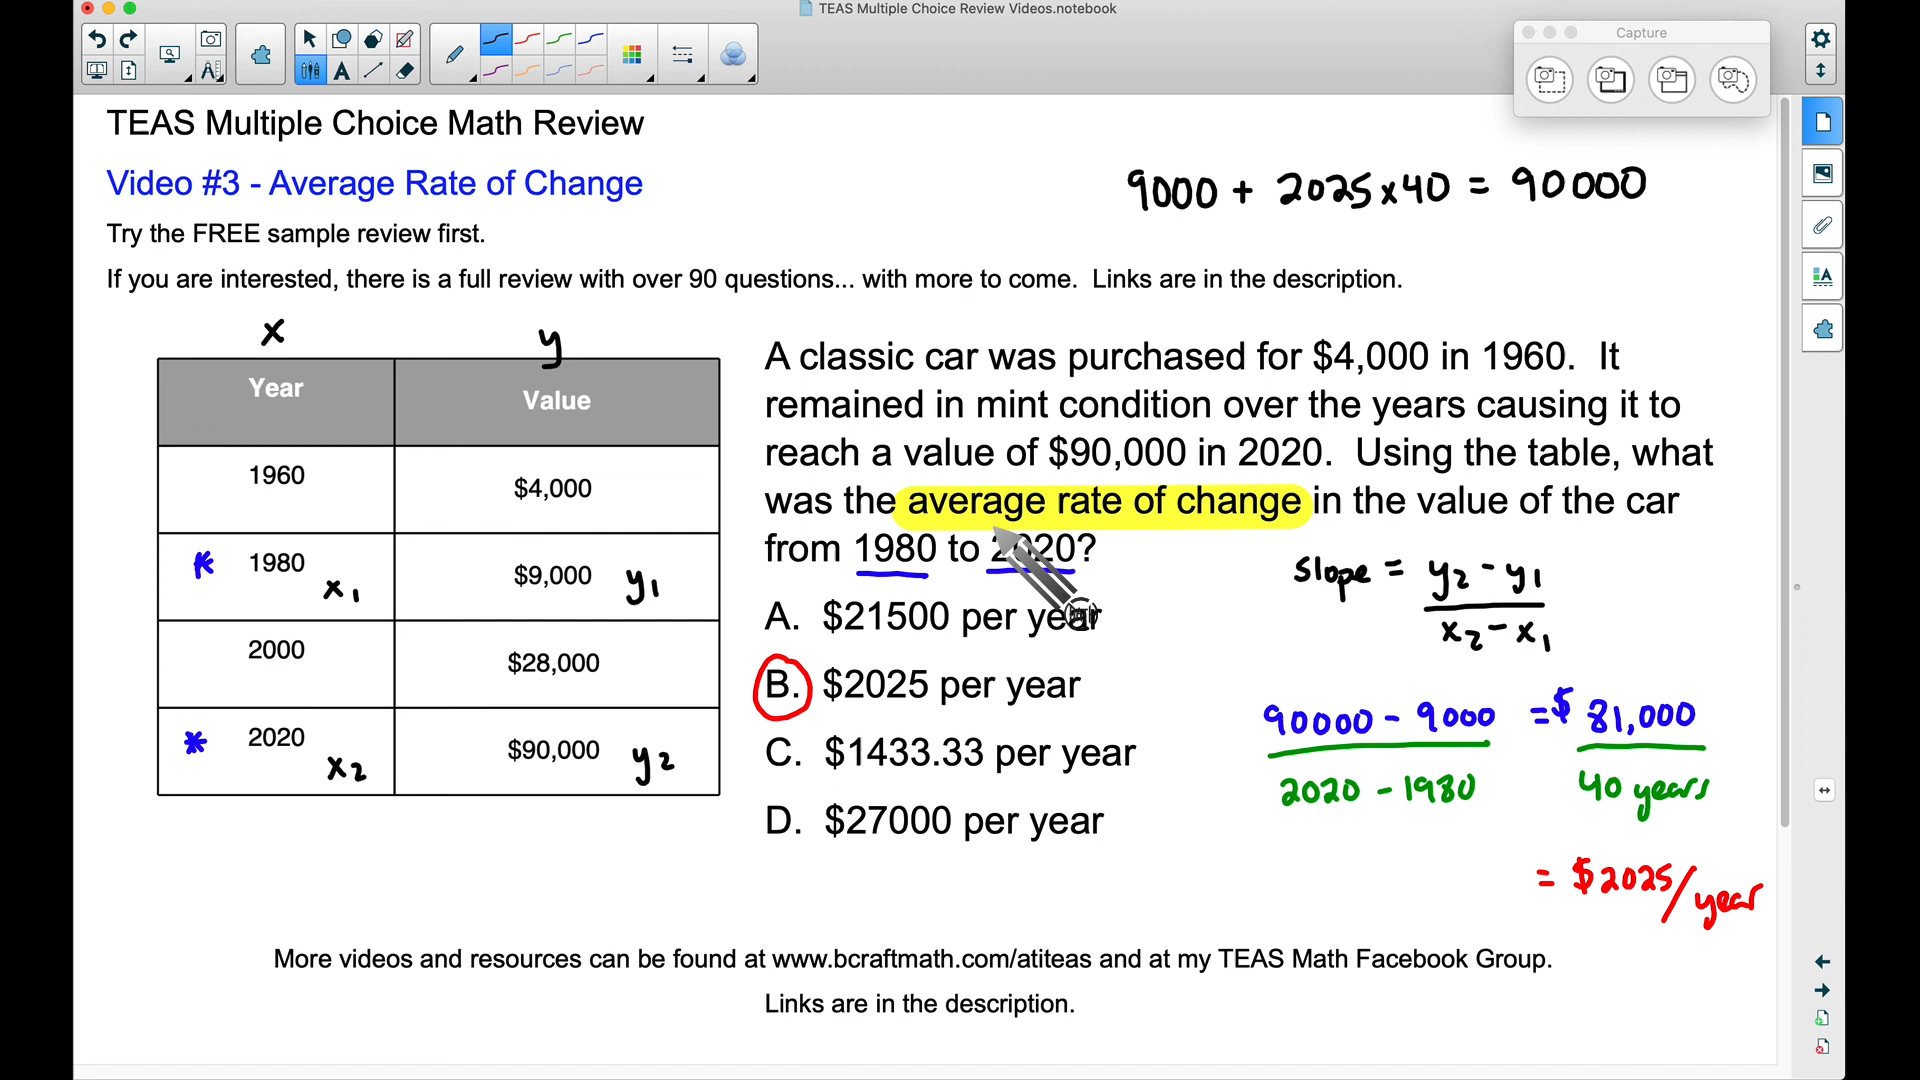 TEAS Multiple Choice Review Videos.notebook
Capture
TEAS Multiple Choice Math Review
Video #3 - Average Rate of Change
9000 + 2025 x 40 = 90000
Try the FREE sample review first.
If you are interested, there is a full review with over 90 questions... with more to come. Links are in the description.
x y
Year Value
1960 $4,000
* 1980 x1 $9,000 y1
2000 $28,000
* 2020 x2 $90,000 y2
A classic car was purchased for $4,000 in 1960. It
remained in mint condition over the years causing it to
reach a value of $90,000 in 2020. Using the table, what
was the average rate of change in the value of the car
from 1980 to 2020?
A. $21500 per year
B. $2025 per year
C. $1433.33 per year
D. $27000 per year
slope = y2 - y1
x2 - x1
90000 - 9000 = $ 81,000
2020 - 1980 40 years
= $2025/year
More videos and resources can be found at www.bcraftmath.com/atiteas and at my TEAS Math Facebook Group.
Links are in the description.